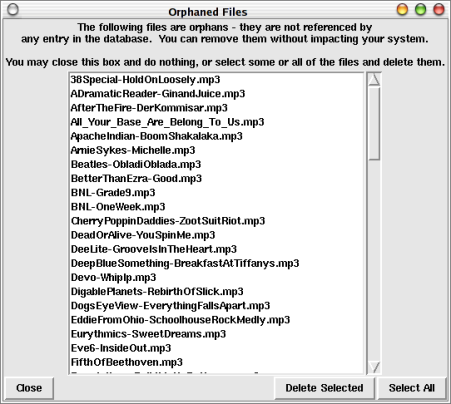 Orphaned Files
The following files are orphans - they are not referenced by
any entry in the database.  You can remove them without impacting your system.
You may close this box and do nothing, or select some or all of the files and delete them.
38Special-HoldOnLoosely.mp3
ADramaticReader-GinandJuice.mp3
AfterTheFire-DerKommisar.mp3
All_Your_Base_Are_Belong_To_Us.mp3
ApacheIndian-BoomShakalaka.mp3
ArnieSykes-Michelle.mp3
Beatles-ObladiOblada.mp3
BetterThanEzra-Good.mp3
BNL-Grade9.mp3
BNL-OneWeek.mp3
CherryPoppinDaddies-ZootSuitRiot.mp3
DeadOrAlive-YouSpinMe.mp3
DeeLite-GrooveIsInTheHeart.mp3
DeepBlueSomething-BreakfastAtTiffanys.mp3
Devo-WhipIp.mp3
DigablePlanets-RebirthOfSlick.mp3
DogsEyeView-EverythingFallsApart.mp3
EddieFromOhio-SchoolhouseRockMedly.mp3
Eurythmics-SweetDreams.mp3
Eve6-InsideOut.mp3
FifthOfBeethoven.mp3
Close
Delete Selected
Select All